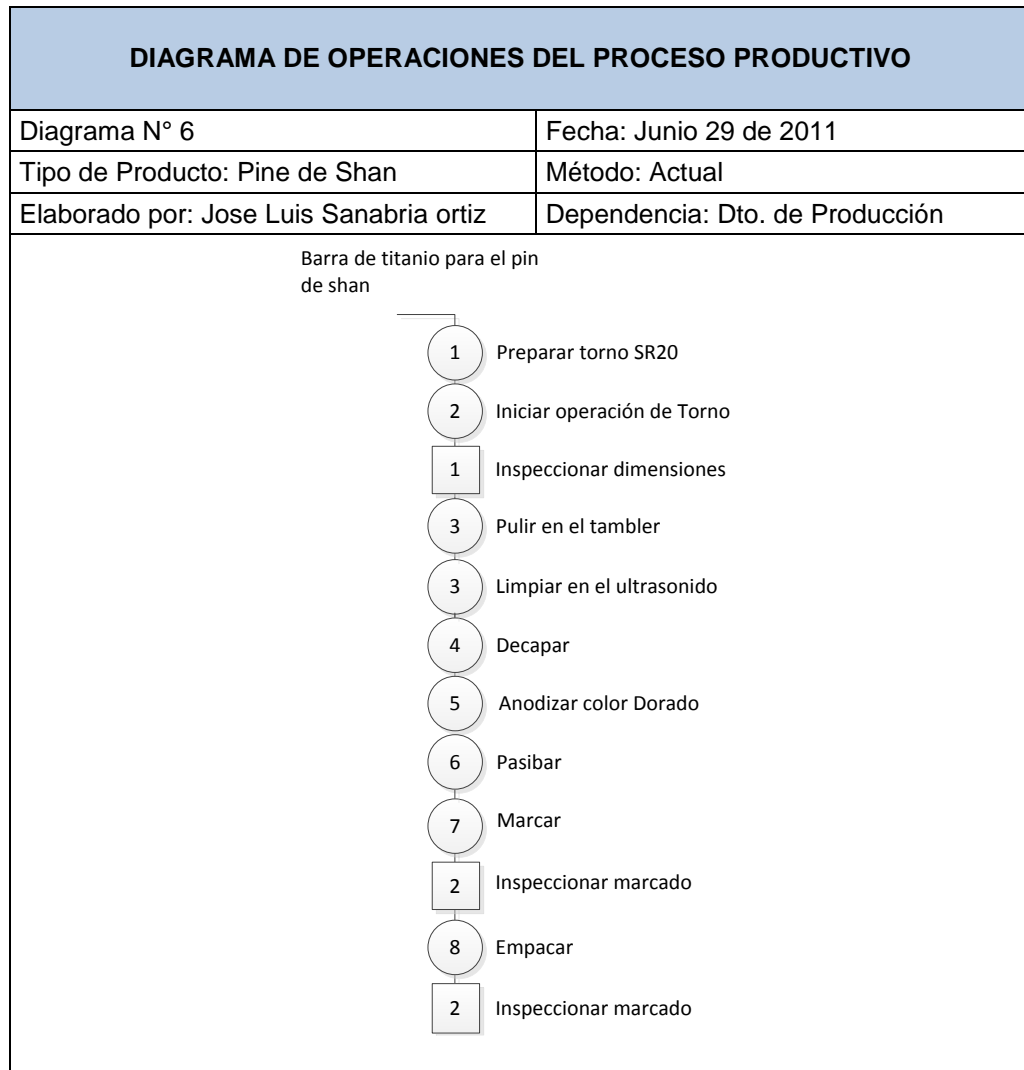 DIAGRAMA DE OPERACIONES DEL PROCESO PRODUCTIVO
Diagrama N° 6
Fecha: Junio 29 de 2011
Tipo de Producto: Pine de Shan
Método: Actual
Elaborado por: Jose Luis Sanabria ortiz
Dependencia: Dto. de Producción
Barra de titanio para el pin
de shan
1 Preparar torno SR20
2 Iniciar operación de Torno
1 Inspeccionar dimensiones
3 Pulir en el tambler
3 Limpiar en el ultrasonido
4 Decapar
5 Anodizar color Dorado
6 Pasibar
7 Marcar
2 Inspeccionar marcado
8 Empacar
2 Inspeccionar marcado